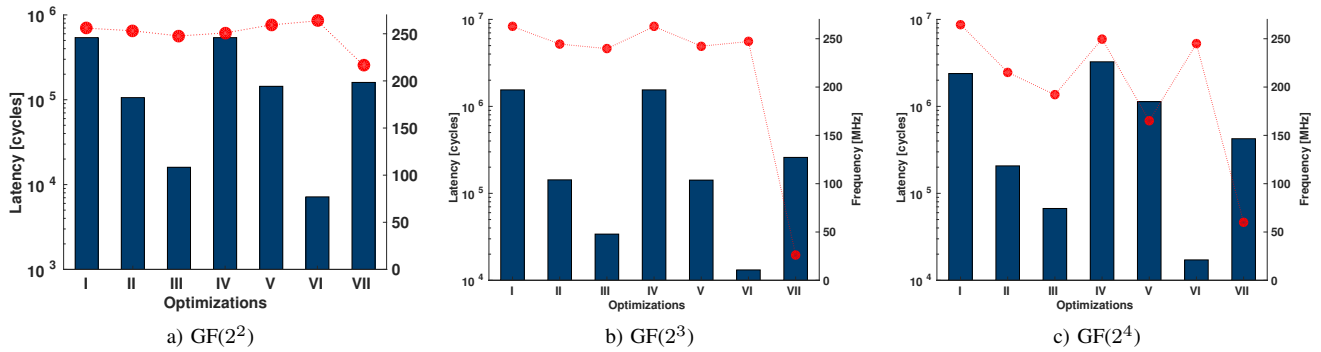 10^6
10^5
10^4
10^3
Latency [cycles]
250
200
150
100
50
0
I II III IV V VI VII
Optimizations
a) GF(2^2)
10^7
10^6
10^5
10^4
Latency [cycles]
250
200
150
100
50
0
Frequency [MHz]
I II III IV V VI VII
Optimizations
b) GF(2^3)
10^7
10^6
10^5
10^4
Latency [cycles]
250
200
150
100
50
0
Frequency [MHz]
I II III IV V VI VII
Optimizations
c) GF(2^4)